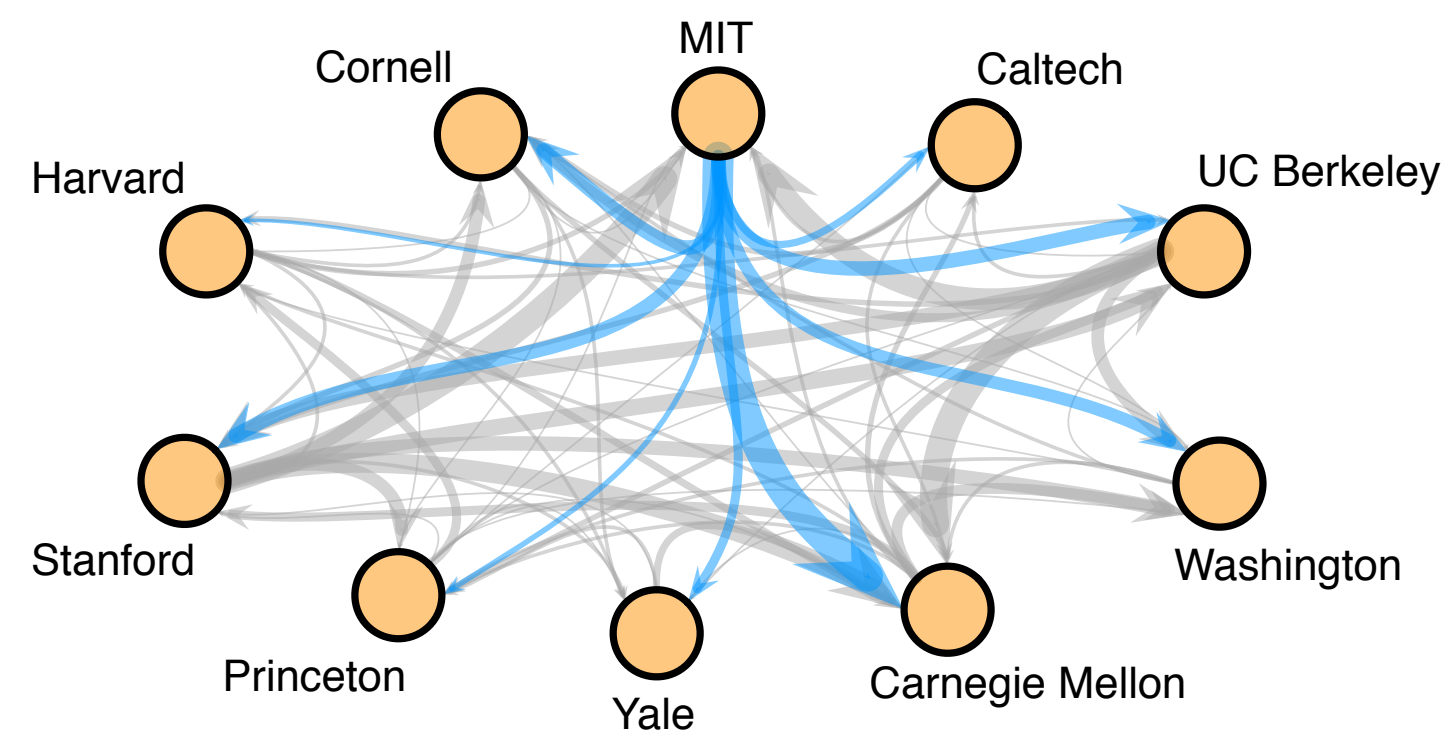 MIT
Cornell
Caltech
Harvard
UC Berkeley
Stanford
Washington
Princeton
Carnegie Mellon
Yale